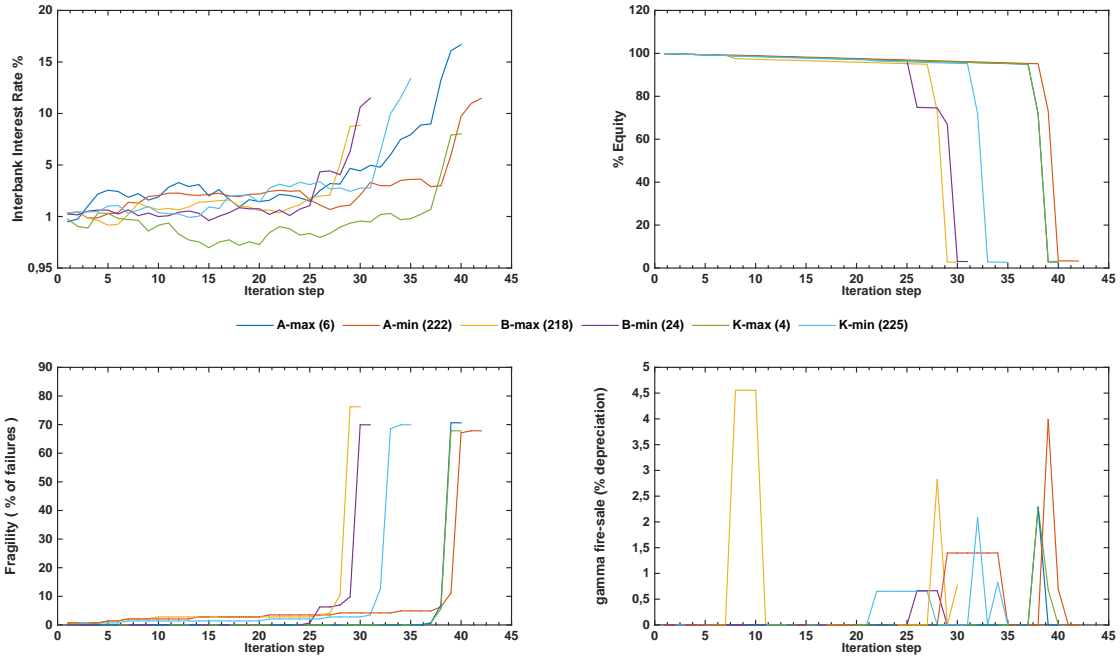 20
15
10
5
1
0,95
0 5 10 15 20 25 30 35 40 45
Interbank Interest Rate %
Iteration step
120
100
80
60
40
20
0
0 5 10 15 20 25 30 35 40 45
% Equity
Iteration step
A-max (6) A-min (222) B-max (218) B-min (24) K-max (4) K-min (225)
90
80
70
60
50
40
30
20
10
0
0 5 10 15 20 25 30 35 40 45
Fragility ( % of failures )
Iteration step
5
4,5
4
3,5
3
2,5
2
1,5
1
0,5
0
0 5 10 15 20 25 30 35 40 45
gamma fire-sale (% depreciation)
Iteration step